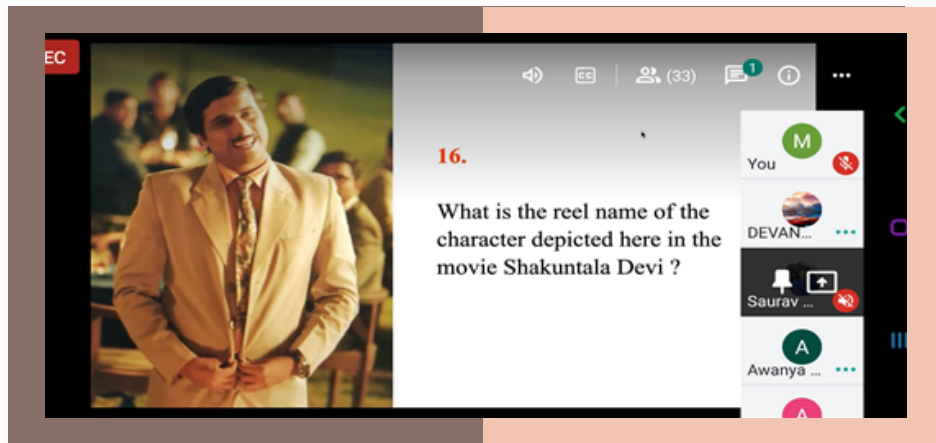 EC
CC
(33)
1
16.
What is the reel name of the
character depicted here in the
movie Shakuntala Devi ?
M
You
DEVAN...
Saurav ...
A
Awanya ...
A